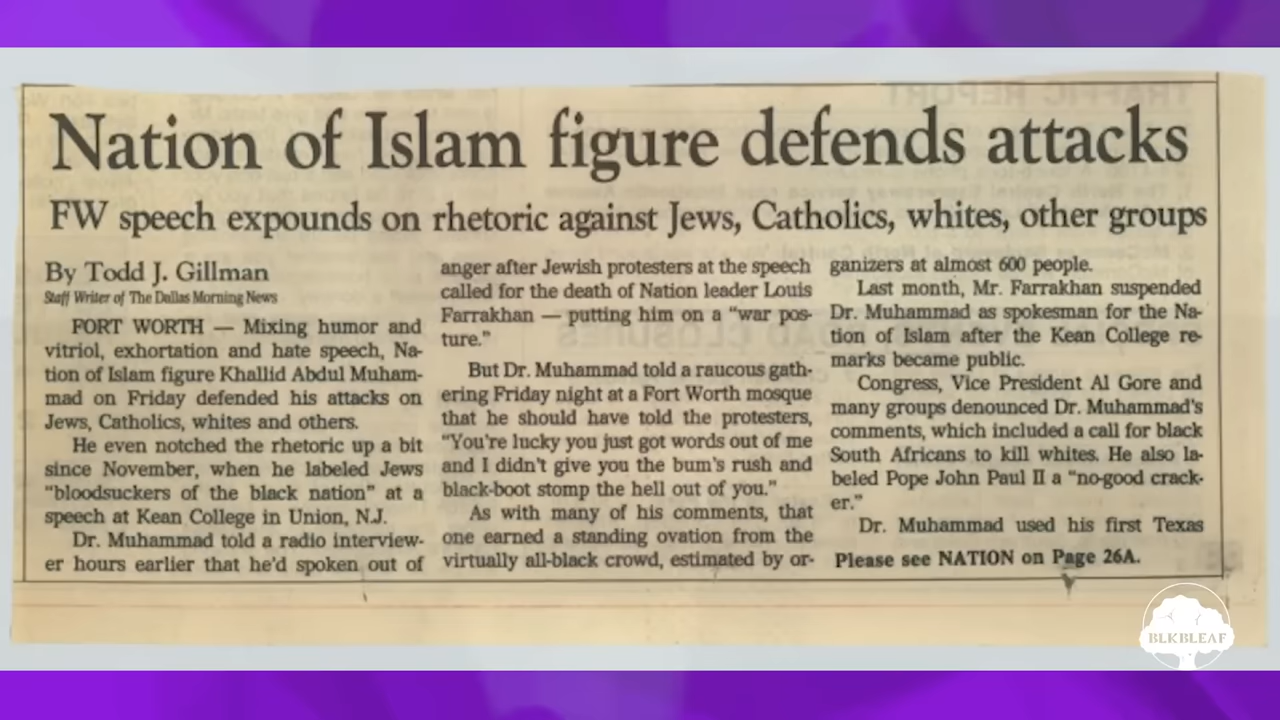 Nation of Islam figure defends attacks
FW speech expounds on rhetoric against Jews, Catholics, whites, other groups
By Todd J. Gillman
Staff Writer of The Dallas Morning News
FORT WORTH — Mixing humor and
vitriol, exhortation and hate speech, Na-
tion of Islam figure Khallid Abdul Muham-
mad on Friday defended his attacks on
Jews, Catholics, whites and others.
He even notched the rhetoric up a bit
since November, when he labeled Jews
"bloodsuckers of the black nation" at a
speech at Kean College in Union, N.J.
Dr. Muhammad told a radio interview-
er hours earlier that he'd spoken out of
anger after Jewish protesters at the speech
called for the death of Nation leader Louis
Farrakhan — putting him on a "war pos-
ture."
But Dr. Muhammad told a raucous gath-
ering Friday night at a Fort Worth mosque
that he should have told the protesters,
"You're lucky you just got words out of me
and I didn't give you the bum's rush and
black-boot stomp the hell out of you."
As with many of his comments, that
one earned a standing ovation from the
virtually all-black crowd, estimated by or-
ganizers at almost 600 people.
Last month, Mr. Farrakhan suspended
Dr. Muhammad as spokesman for the Na-
tion of Islam after the Kean College re-
marks became public.
Congress, Vice President Al Gore and
many groups denounced Dr. Muhammad's
comments, which included a call for black
South Africans to kill whites. He also la-
beled Pope John Paul II a "no-good crack-
er."
Dr. Muhammad used his first Texas
Please see NATION on Page 26A.
BLKBLEAF